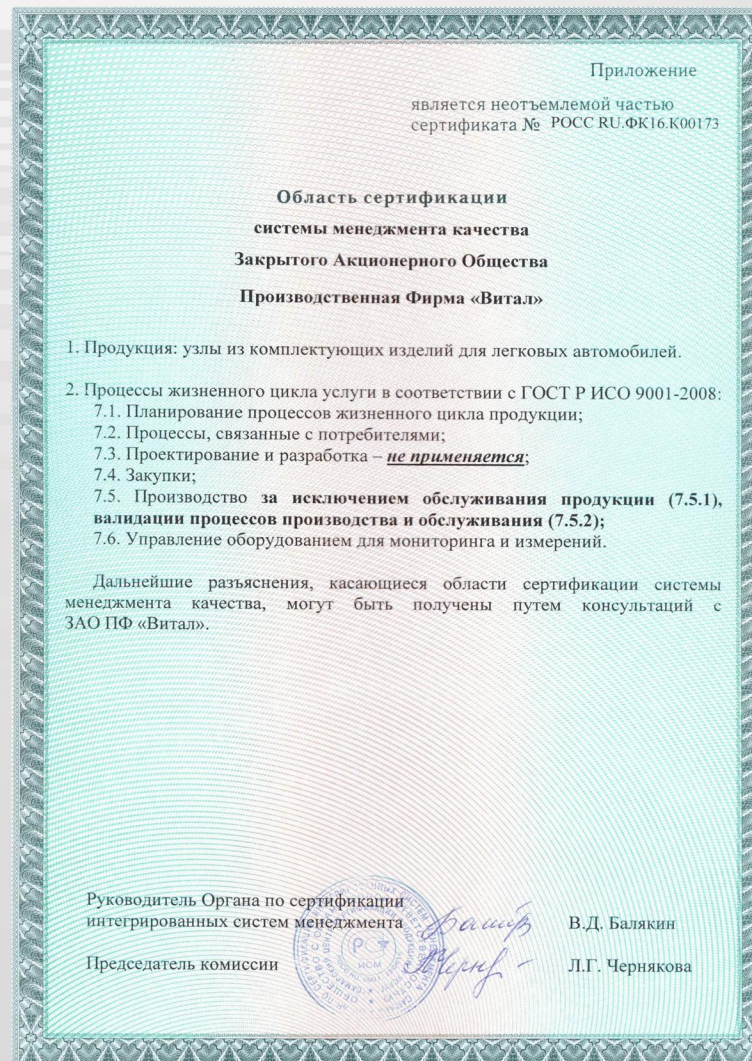 Приложение
является неотъемлемой частью
сертификата № РОСС RU.ФК16.К00173
Область сертификации
системы менеджмента качества
Закрытого Акционерного Общества
Производственная Фирма «Витал»
1. Продукция: узлы из комплектующих изделий для легковых автомобилей.
2. Процессы жизненного цикла услуги в соответствии с ГОСТ Р ИСО 9001-2008:
7.1. Планирование процессов жизненного цикла продукции;
7.2. Процессы, связанные с потребителями;
7.3. Проектирование и разработка – не применяется;
7.4. Закупки;
7.5. Производство за исключением обслуживания продукции (7.5.1),
валидации процессов производства и обслуживания (7.5.2);
7.6. Управление оборудованием для мониторинга и измерений.
Дальнейшие разъяснения, касающиеся области сертификации системы
менеджмента качества, могут быть получены путем консультаций с
ЗАО ПФ «Витал».
Руководитель Органа по сертификации
интегрированных систем менеджмента
В.Д. Балякин
Председатель комиссии
Л.Г. Чернякова
ИСМ